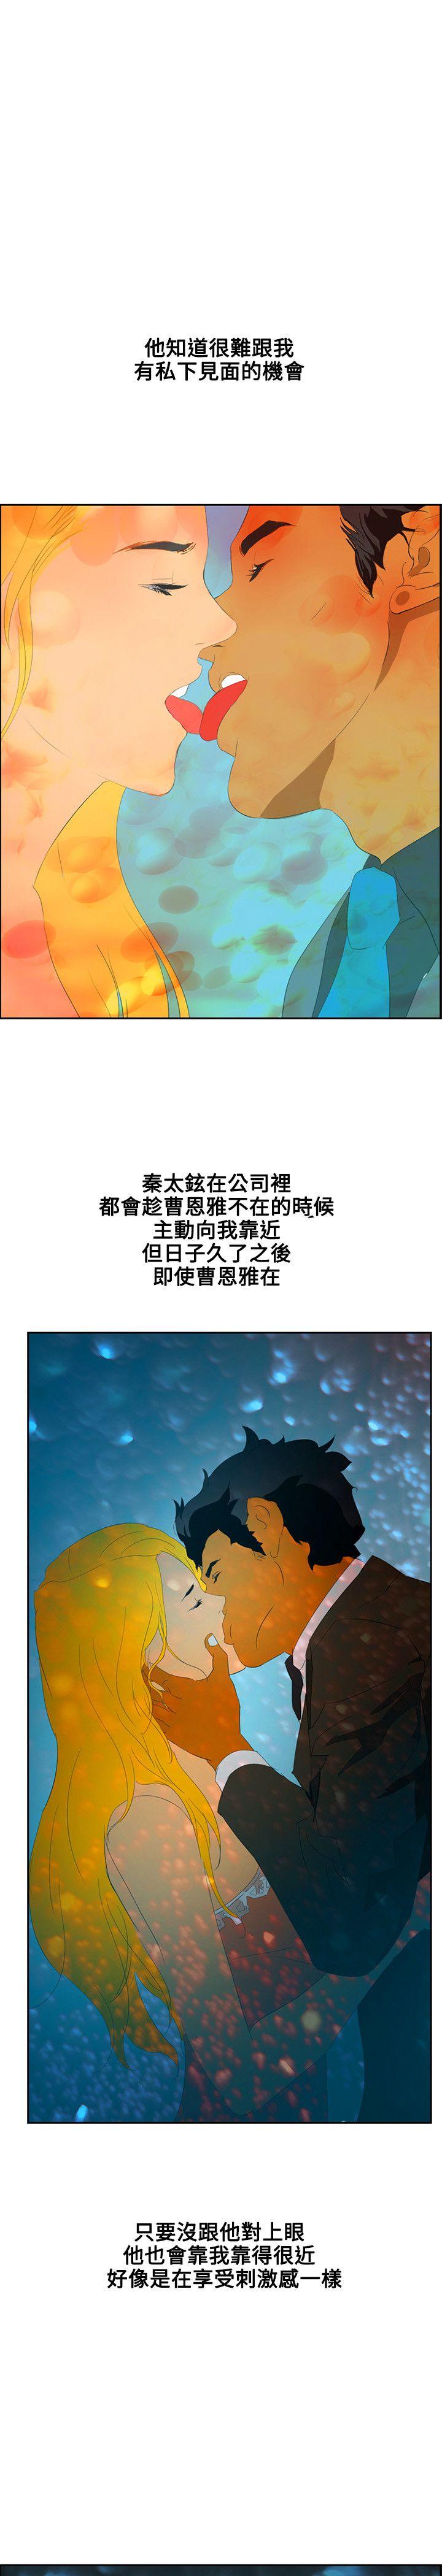 他知道很難跟我
有私下見面的機會
秦太鉉在公司裡
都會趁曹恩雅不在的時候
主動向我靠近
但日子久了之後
即使曹恩雅在
只要沒跟他對上眼
他也會靠我靠得很近
好像是在享受刺激感一樣